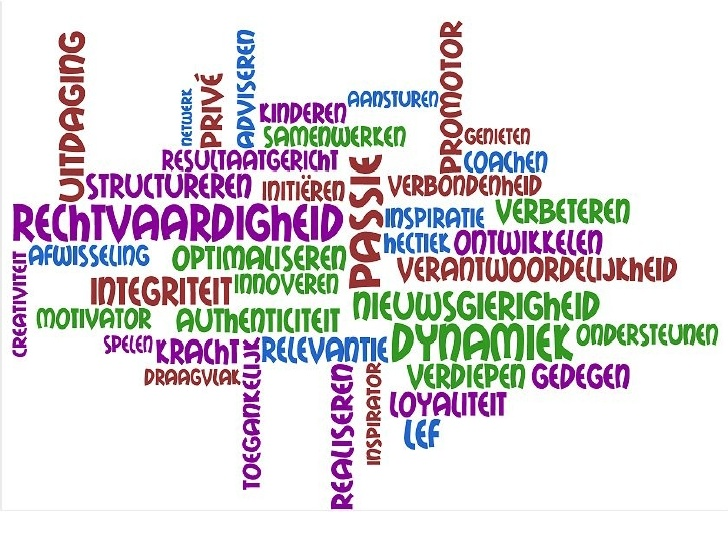 UITDAGING
NETWERK
PRIVÉ
ADVISEREN
KINDEREN
AANSTUREN
PROMOTOR
SAMENWERKEN
GENIETEN
RESULTAATGERICHT
COACHEN
STRUCTUREREN
INITIËREN
PASSIE
VERBONDENHEID
RECHTVAARDIGHEID
INSPIRATIE
VERBETEREN
HECTIEK
ONTWIKKELEN
CREATIVITEIT
AFWISSELING
OPTIMALISEREN
VERANTWOORDELIJKHEID
INTEGRITEIT
INNOVEREN
NIEUWSGIERIGHEID
MOTIVATOR
AUTHENTICITEIT
DYNAMIEK
ONDERSTEUNEN
SPELEN
KRACHT
TOEGANKELIJK
RELEVANTIE
DRAAGVLAK
REALISEREN
INSPIRATOR
VERDIEPEN
GEDEGEN
LOYALITEIT
LEF